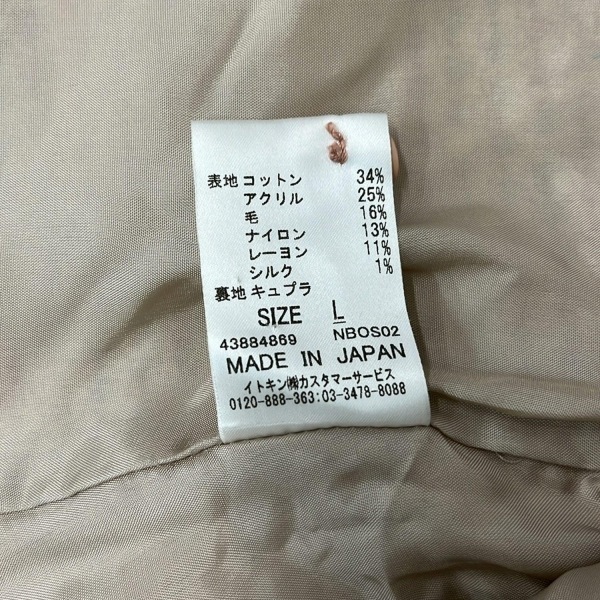 表地 コットン 34%
アクリル 25%
毛 16%
ナイロン 13%
レーヨン 11%
シルク 1%
裏地 キュプラ
SIZE L
43884869 NBOS02
MADE IN JAPAN
イトキン㈱カスタマーサービス
0120-888-363:03-3478-8088